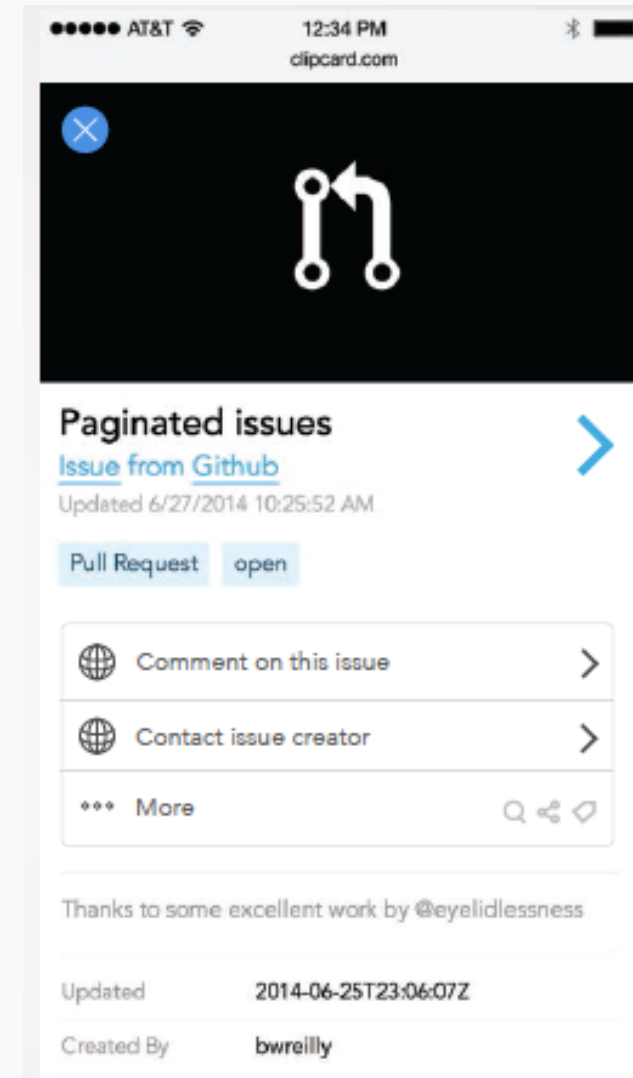 AT&T 12:34 PM
clipcard.com
Paginated issues
Issue from Github
Updated 6/27/2014 10:25:52 AM
Pull Request open
Comment on this issue
Contact issue creator
More
Thanks to some excellent work by @eyelidlessness
Updated 2014-06-25T23:06:07Z
Created By bwreilly